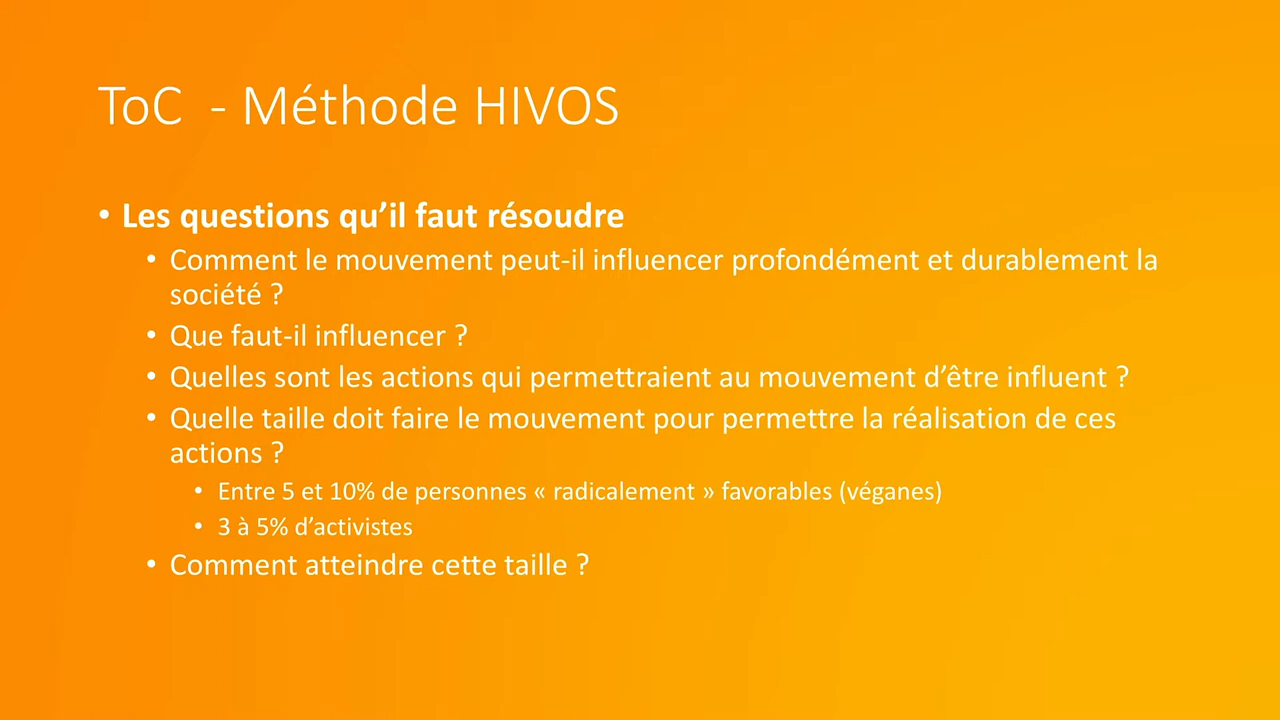 ToC - Méthode HIVOS
• Les questions qu’il faut résoudre
• Comment le mouvement peut-il influencer profondément et durablement la
société ?
• Que faut-il influencer ?
• Quelles sont les actions qui permettraient au mouvement d’être influent ?
• Quelle taille doit faire le mouvement pour permettre la réalisation de ces
actions ?
• Entre 5 et 10% de personnes « radicalement » favorables (véganes)
• 3 à 5% d’activistes
• Comment atteindre cette taille ?